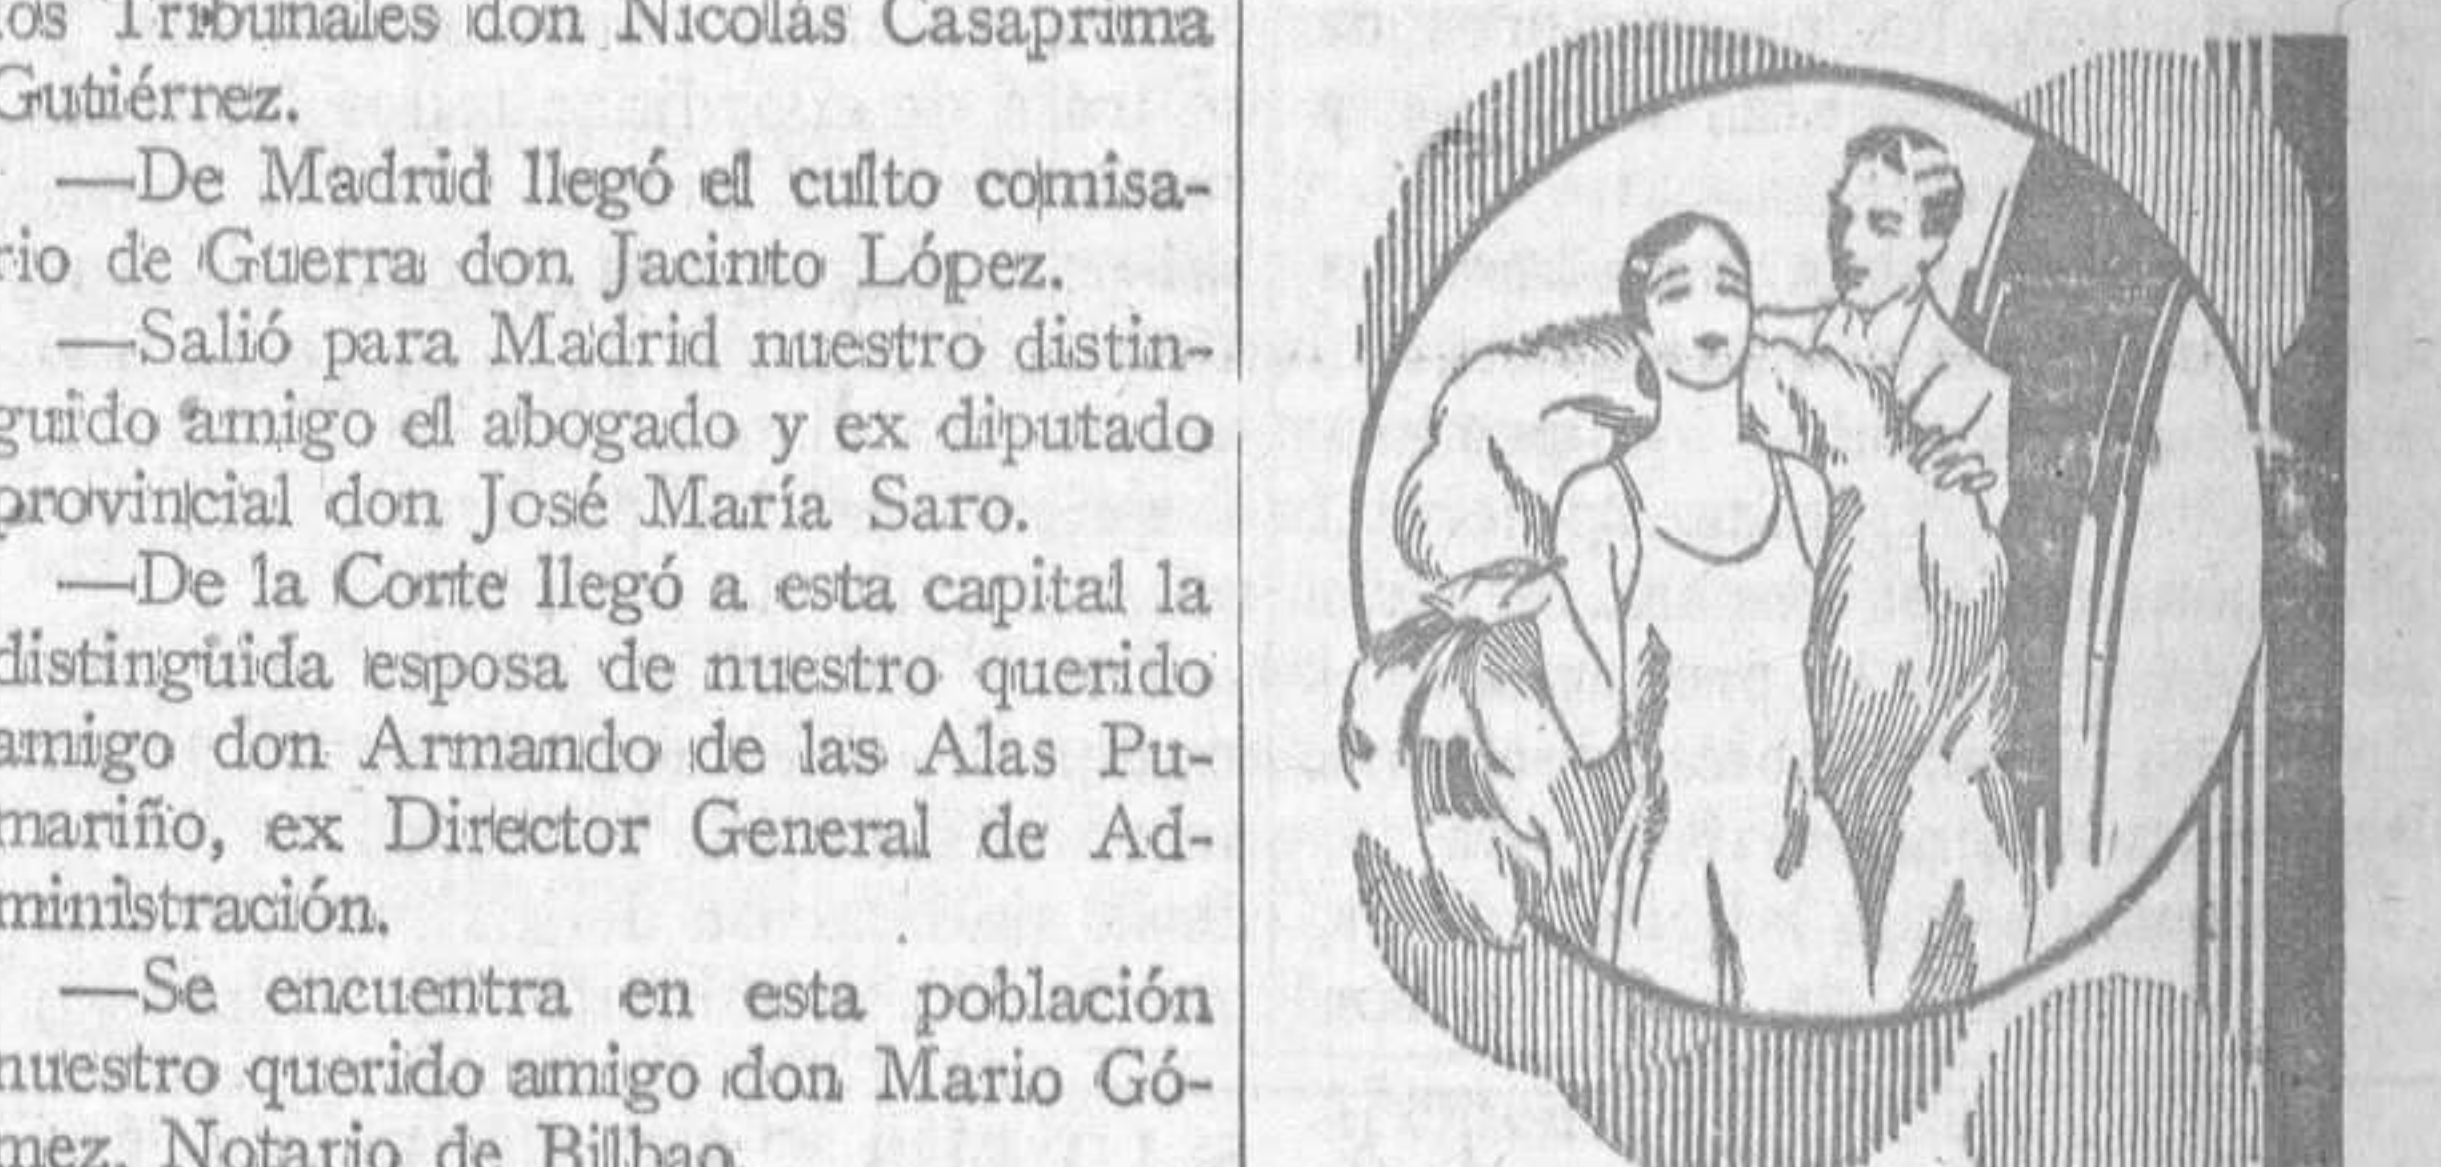 los Tribunales don Nicolás Casaprima
Gutiérrez.
—De Madrid llegó el culto comisa-
rio de Guerra don Jacinto López.
—Salió para Madrid nuestro distin-
guido amigo el abogado y ex diputado
provincial don José María Saro.
—De la Corte llegó a esta capital la
distinguida esposa de nuestro querido
amigo don Armando de las Alas Pu-
mariño, ex Director General de Ad-
ministración.
—Se encuentra en esta población
nuestro querido amigo don Mario Gó-
mez, Notario de Bilbao.